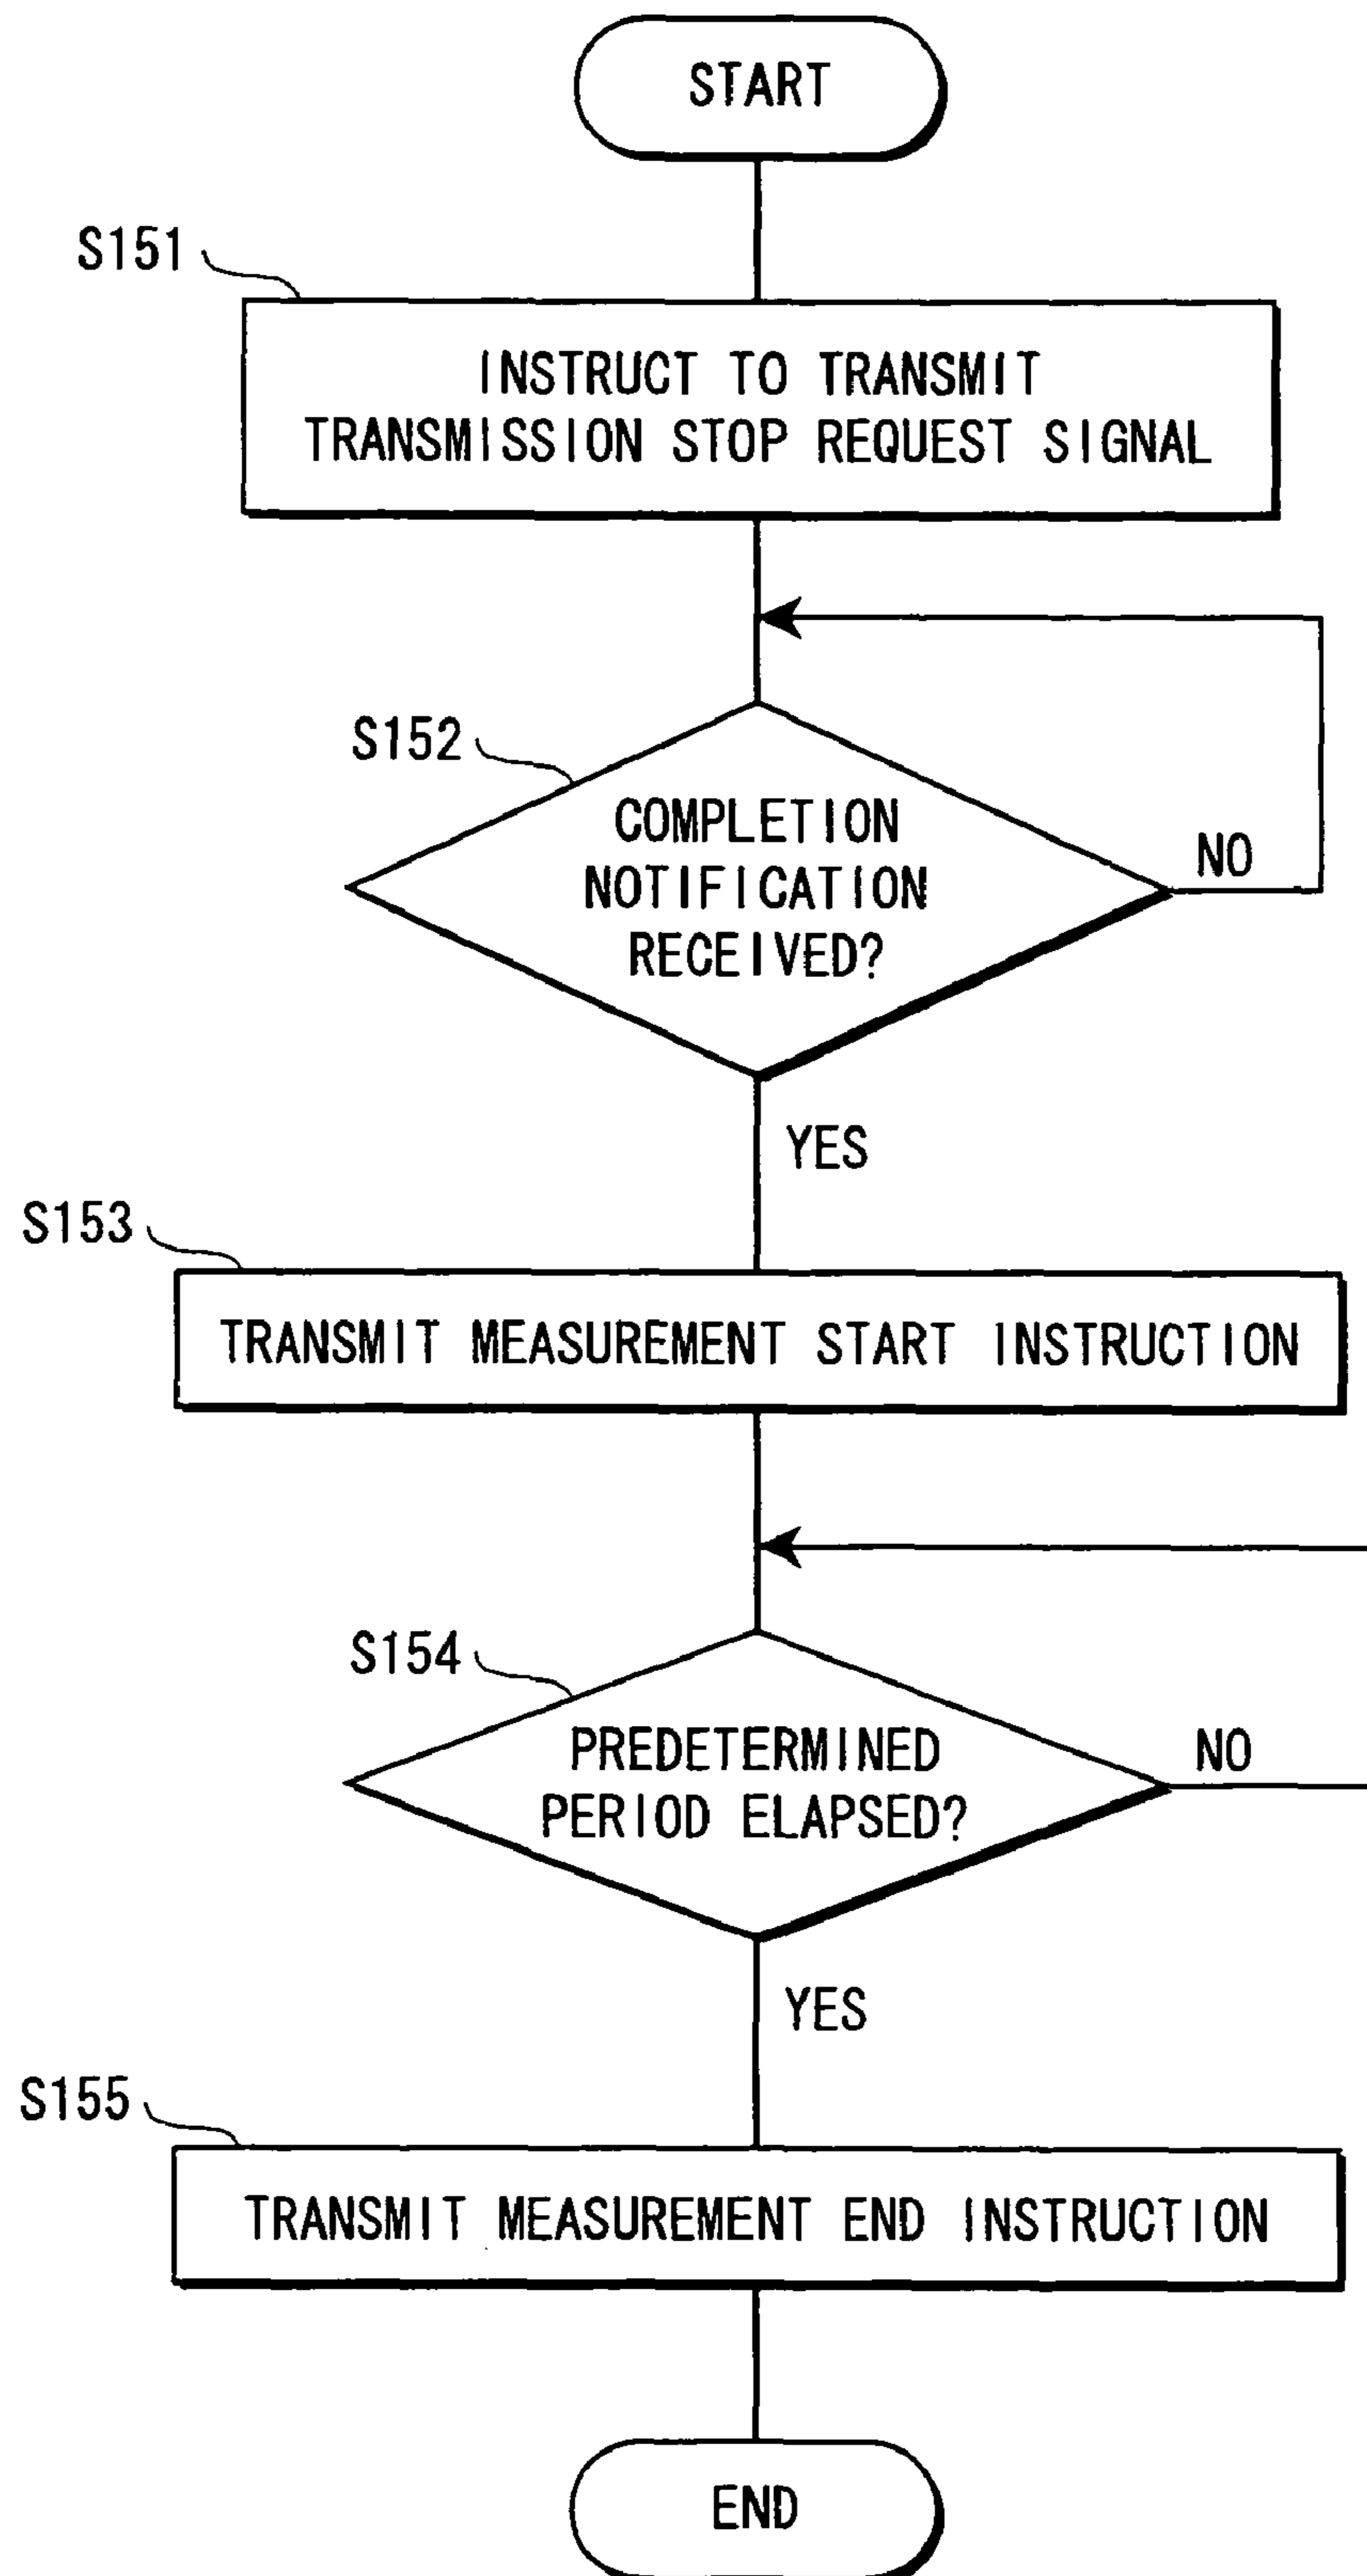 START
S151
INSTRUCT TO TRANSMIT
TRANSMISSION STOP REQUEST SIGNAL
S152
COMPLETION
NOTIFICATION
RECEIVED?
NO
YES
S153
TRANSMIT MEASUREMENT START INSTRUCTION
S154
PREDETERMINED
PERIOD ELAPSED?
NO
YES
S155
TRANSMIT MEASUREMENT END INSTRUCTION
END